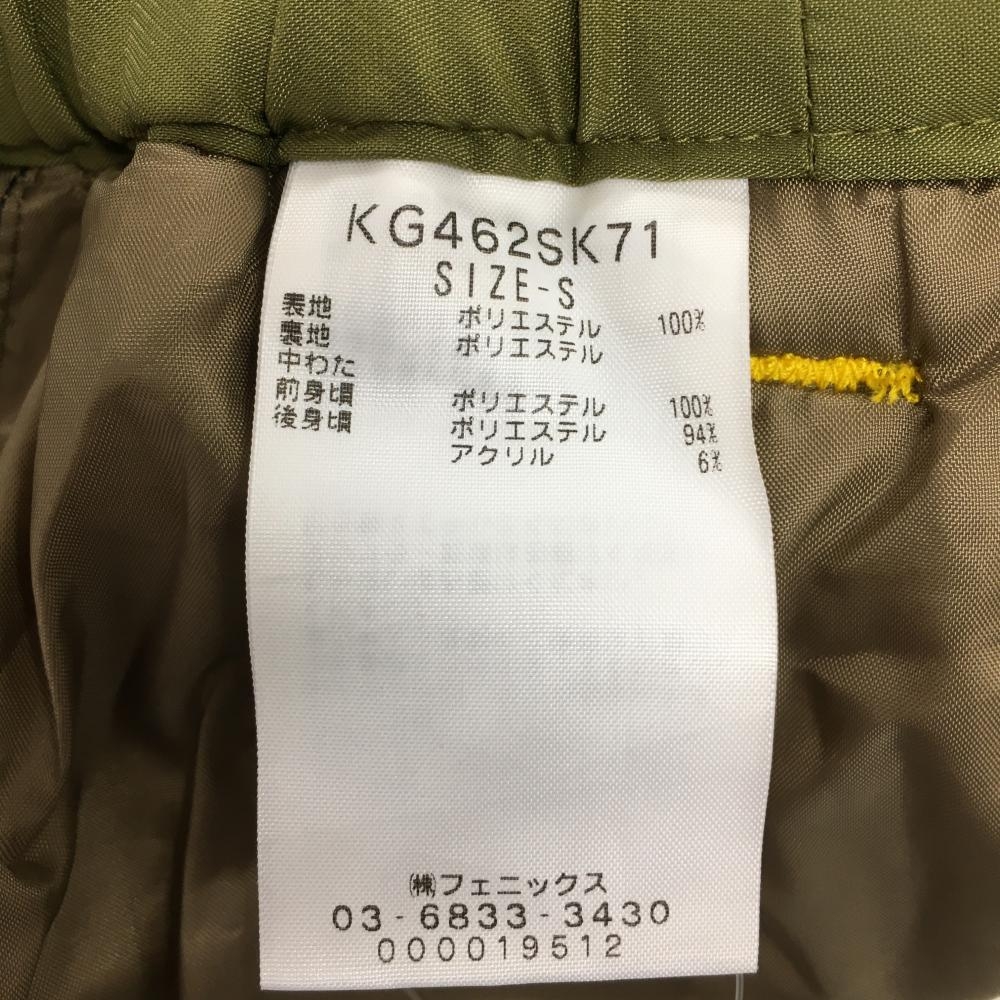 KG462SK71
SIZE-S
表地 ポリエステル 100%
裏地 ポリエステル
中わた
前身頃 ポリエステル 100%
後身頃 ポリエステル 94%
アクリル 6%
㈱フェニックス
03-6833-3430
0000019512